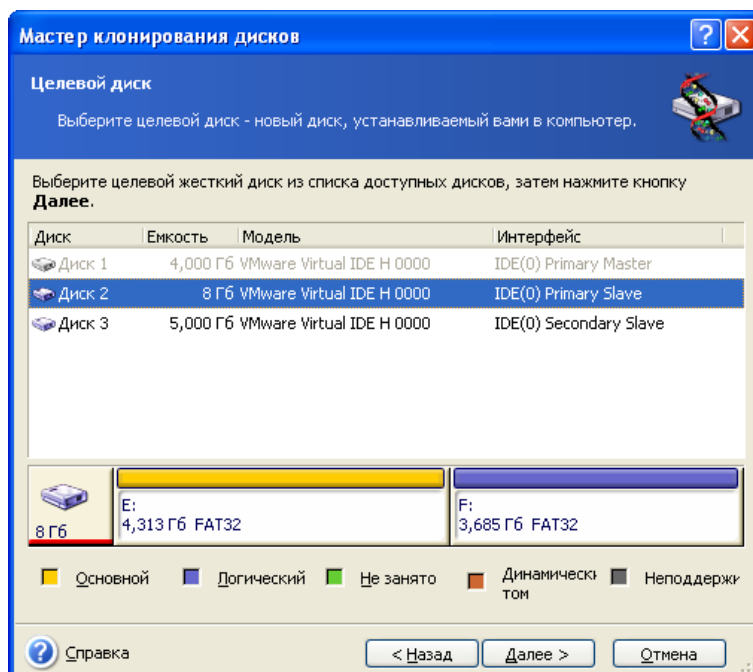 Мастер клонирования дисков
Целевой диск
Выберите целевой диск - новый диск, устанавливаемый вами в компьютер.
Выберите целевой жесткий диск из списка доступных дисков, затем нажмите кнопку
Далее.
Диск Емкость Модель Интерфейс
Диск 1 4,000 Гб VMware Virtual IDE H 0000 IDE(0) Primary Master
Диск 2 8 Гб VMware Virtual IDE H 0000 IDE(0) Primary Slave
Диск 3 5,000 Гб VMware Virtual IDE H 0000 IDE(0) Secondary Slave
8 Гб
E:
4,313 Гб FAT32
F:
3,685 Гб FAT32
Основной Логический Не занято Динамически том Неподдержи
Справка < Назад Далее > Отмена